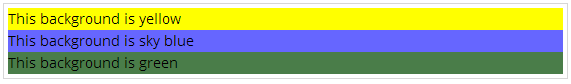 This background is yellow
This background is sky blue
This background is green